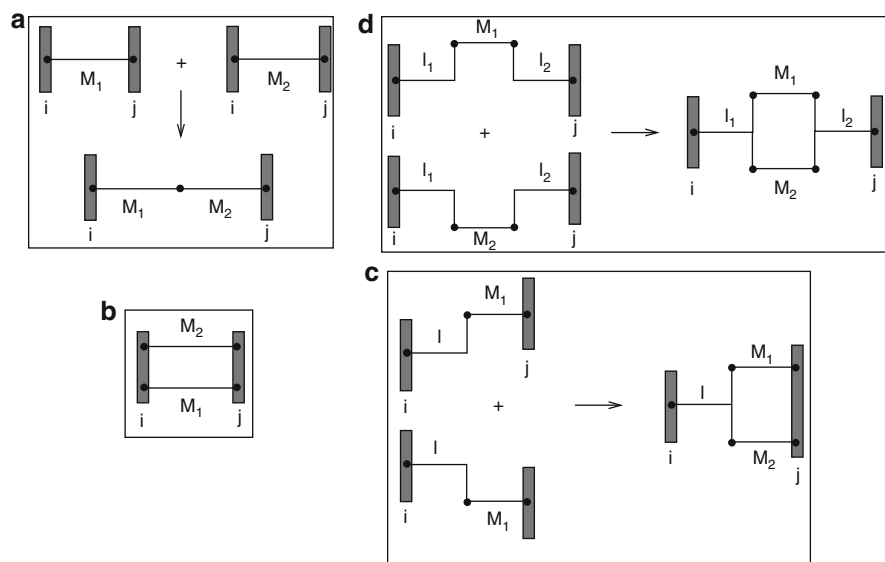 a
M₁ + M₂
i j i j
M₁ M₂
i j
b
M₂
M₁
i j
d
M₁
l₁ l₂
i j
+
l₁ l₂
i M₂ j
M₁
l₁ l₂
M₂
i j
c
M₁
l
j
i
+
l
i M₁
M₁
l
M₂
i j